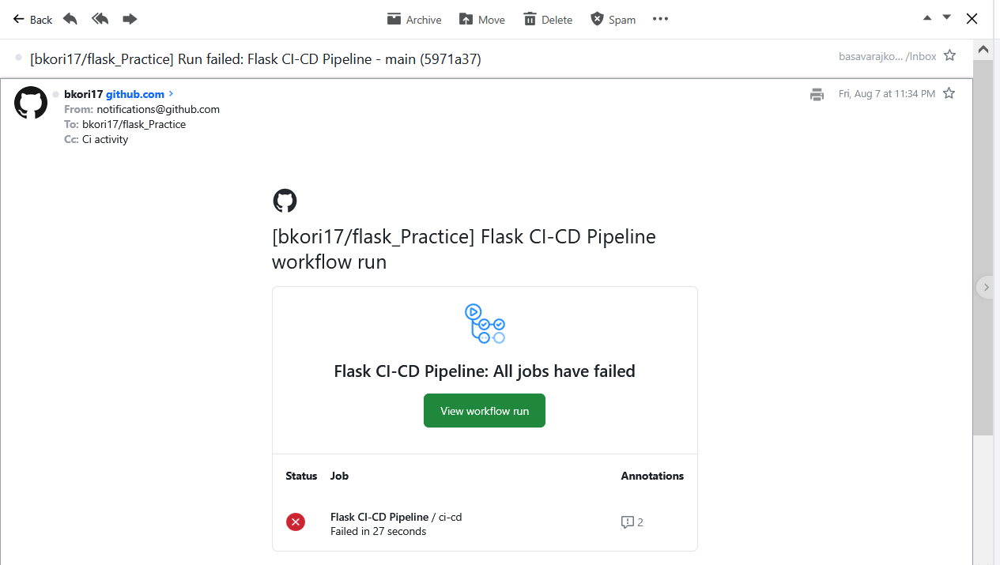 Back
Archive
Move
Delete
Spam
[bkori17/flask_Practice] Run failed: Flask CI-CD Pipeline - main (5971a37)
basavarajko... /Inbox
bkori17 github.com
Fri, Aug 7 at 11:34 PM
From: notifications@github.com
To: bkori17/flask_Practice
Cc: Ci activity
[bkori17/flask_Practice] Flask CI-CD Pipeline
workflow run
Flask CI-CD Pipeline: All jobs have failed
View workflow run
Status Job Annotations
Flask CI-CD Pipeline / ci-cd
Failed in 27 seconds
2